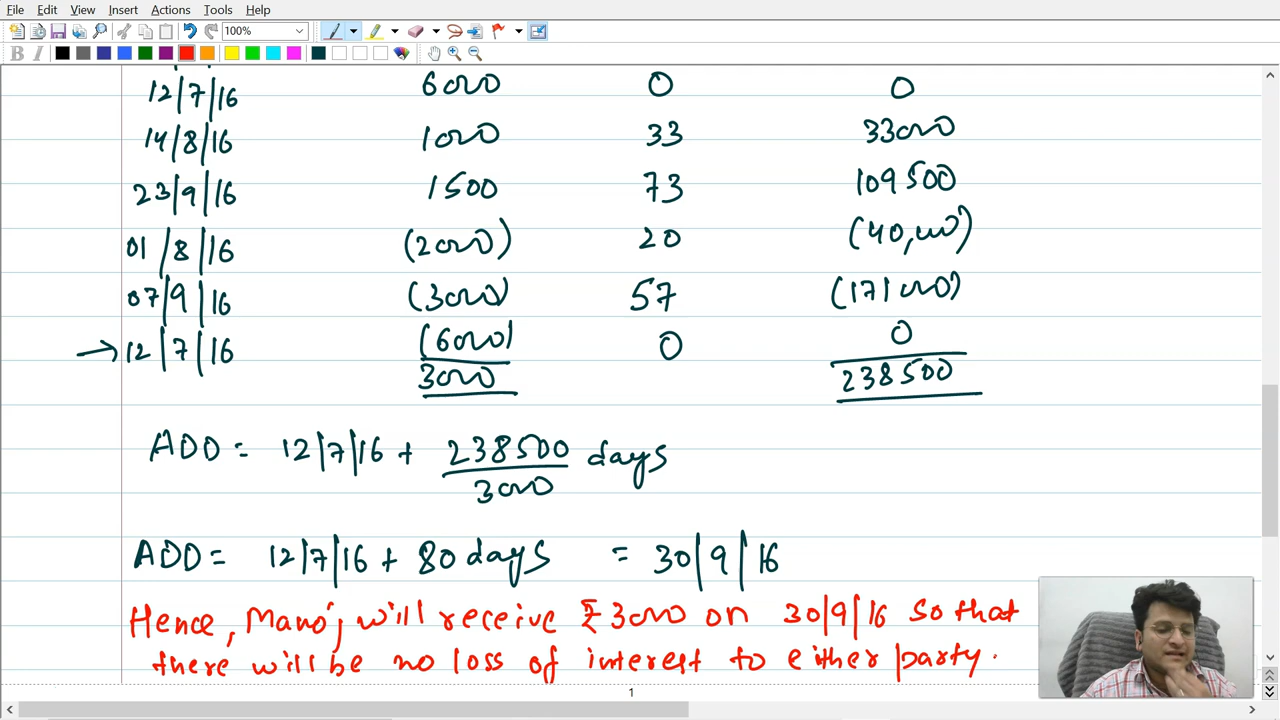 File Edit View Insert Actions Tools Help
100%
B I
12/7/16 6000 0 0
14/8/16 1000 33 33000
23/9/16 1500 73 109500
01/8/16 (2000) 20 (40,000)
07/9/16 (3000) 57 (171000)
→ 12/7/16 (6000) 0 0
3000 238500
ADD = 12/7/16 + 238500 days
3000
ADD = 12/7/16 + 80 days = 30/9/16
Hence, Manoj will receive ₹3000 on 30/9/16 so that
there will be no loss of interest to either party.
1